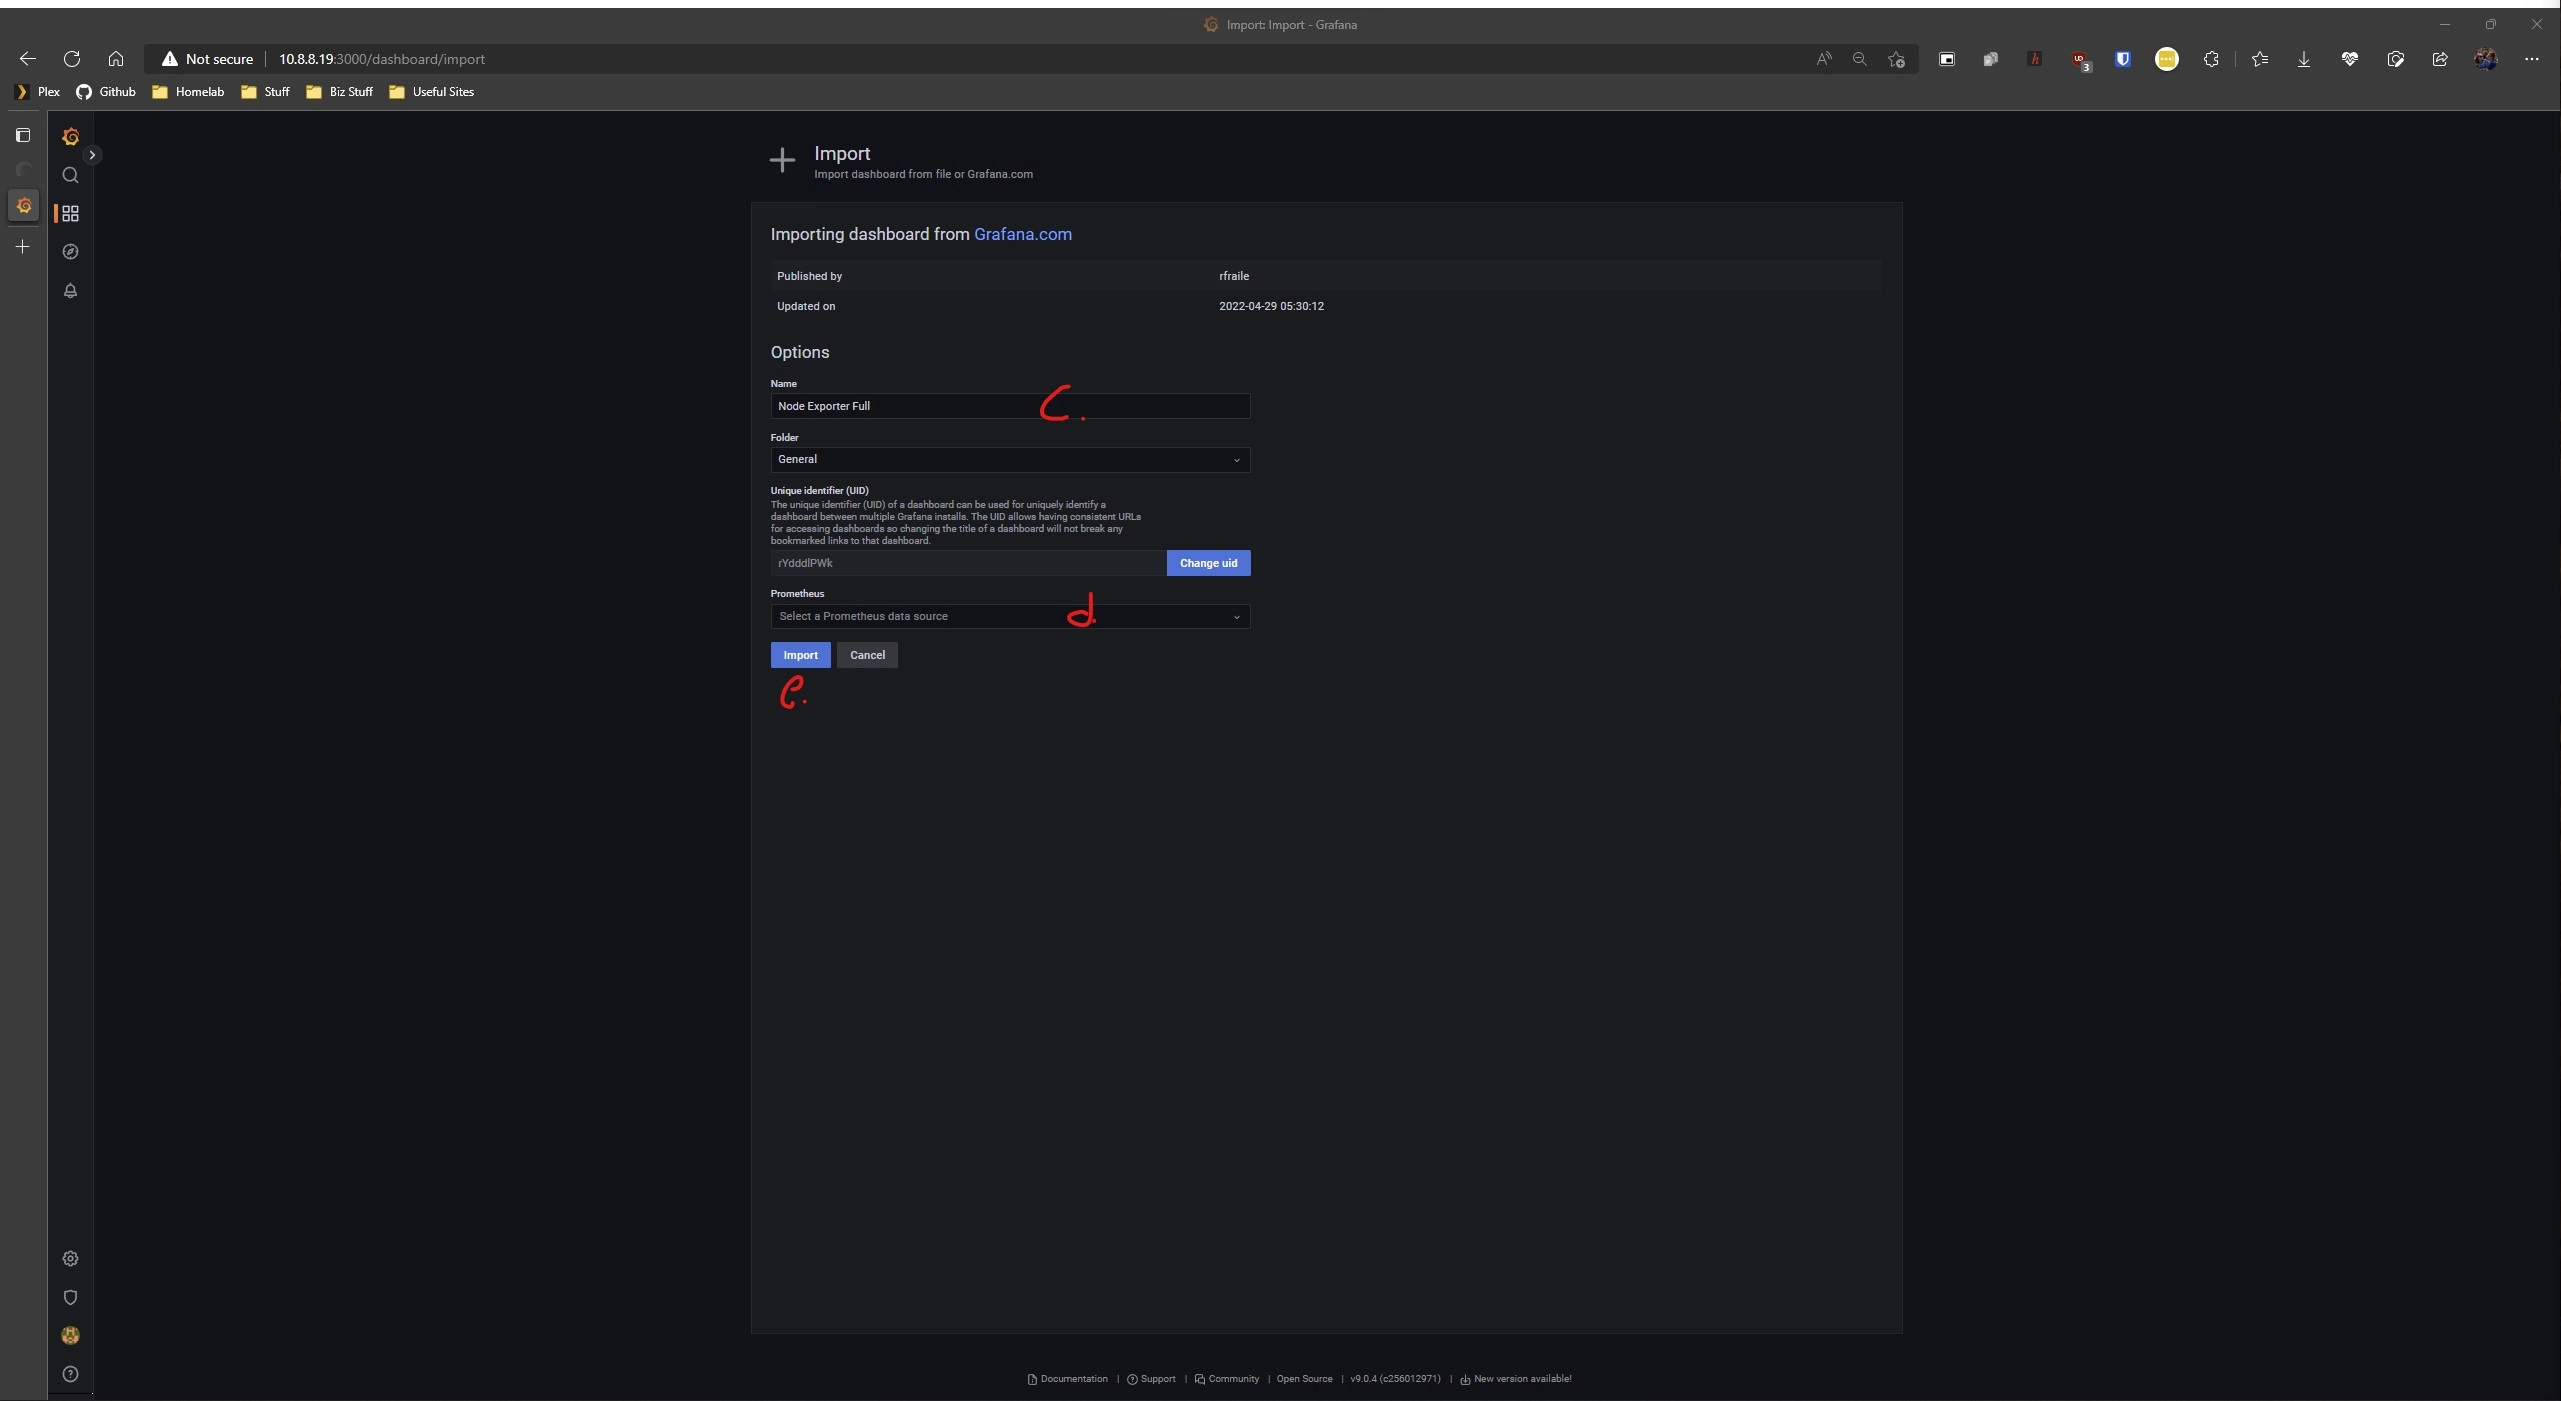 Import: Import - Grafana
Not secure 10.8.8.19:3000/dashboard/import
3
Plex Github Homelab Stuff Biz Stuff Useful Sites
Import
Import dashboard from file or Grafana.com
Importing dashboard from Grafana.com
Published by rfraile
Updated on 2022-04-29 05:30:12
Options
Name
Node Exporter Full C.
Folder
General
Unique identifier (UID)
The unique identifier (UID) of a dashboard can be used for uniquely identify a
dashboard between multiple Grafana installs. The UID allows having consistent URLs
for accessing dashboards so changing the title of a dashboard will not break any
bookmarked links to that dashboard.
rYdddlPWk Change uid
Prometheus
Select a Prometheus data source d.
Import Cancel
e.
Documentation | Support | Community | Open Source | v9.0.4 (c256012971) | New version available!